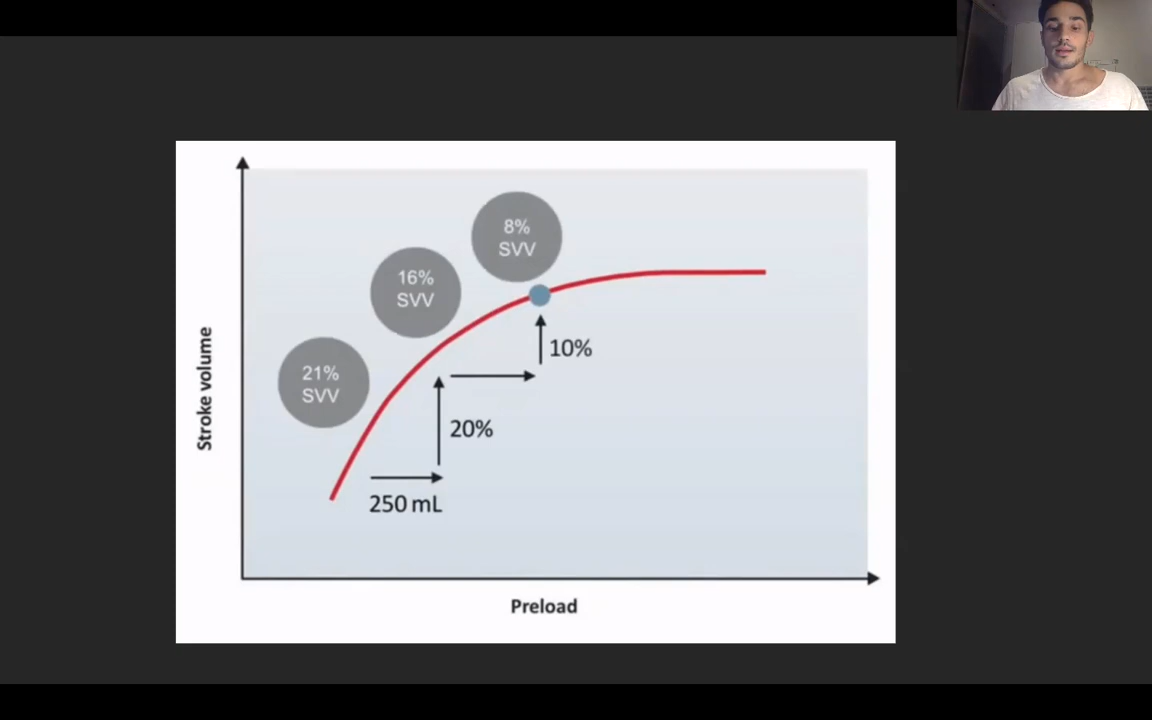 8%
SVV
16%
SVV
21%
SVV
10%
20%
250 mL
Stroke volume
Preload